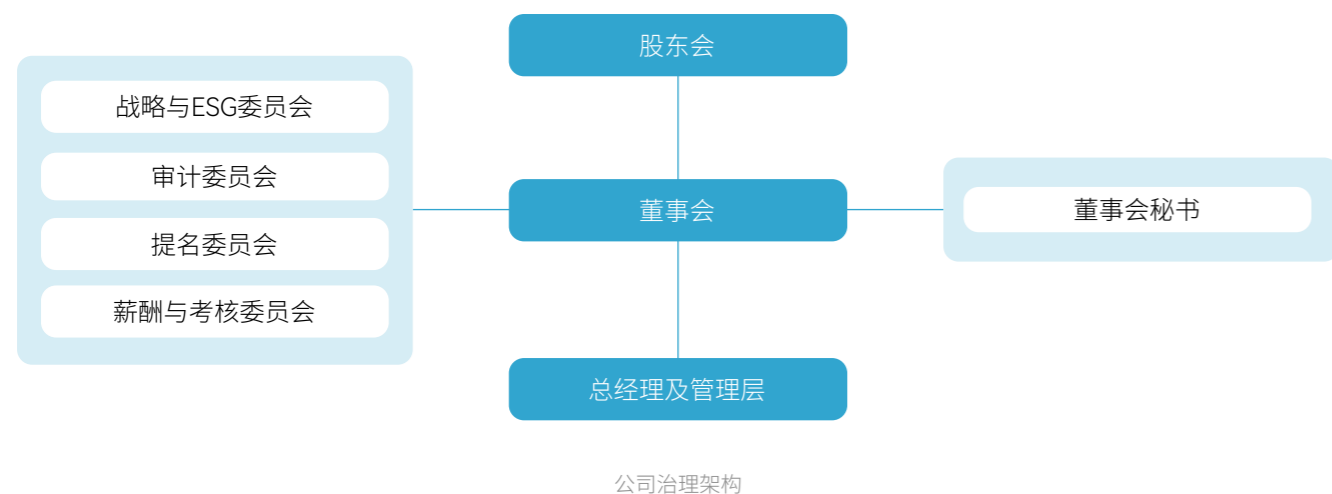 股东会
战略与ESG委员会
审计委员会
提名委员会
薪酬与考核委员会
董事会
董事会秘书
总经理及管理层
公司治理架构